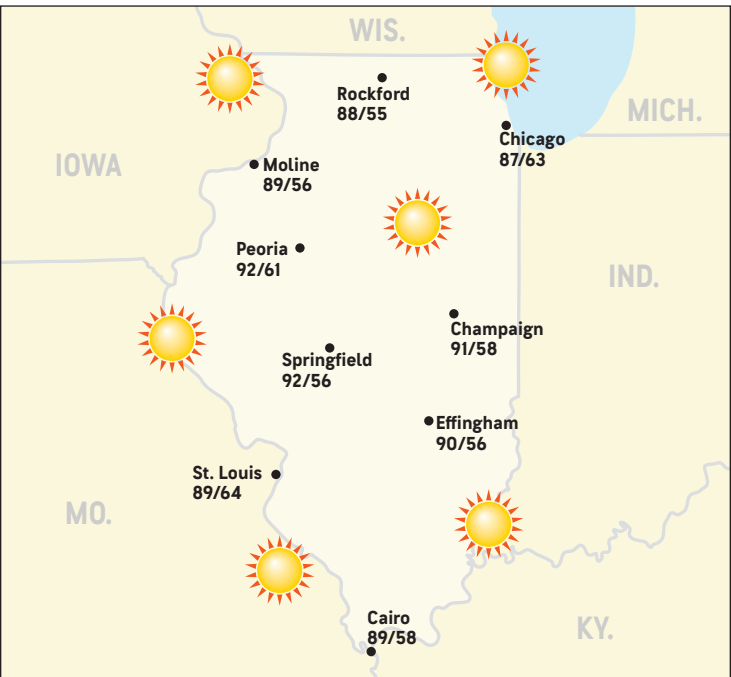 WIS.
Rockford
88/55
MICH.
Chicago
87/63
IOWA
Moline
89/56
Peoria
92/61
IND.
Champaign
91/58
Springfield
92/56
Effingham
90/56
St. Louis
89/64
MO.
Cairo
89/58
KY.